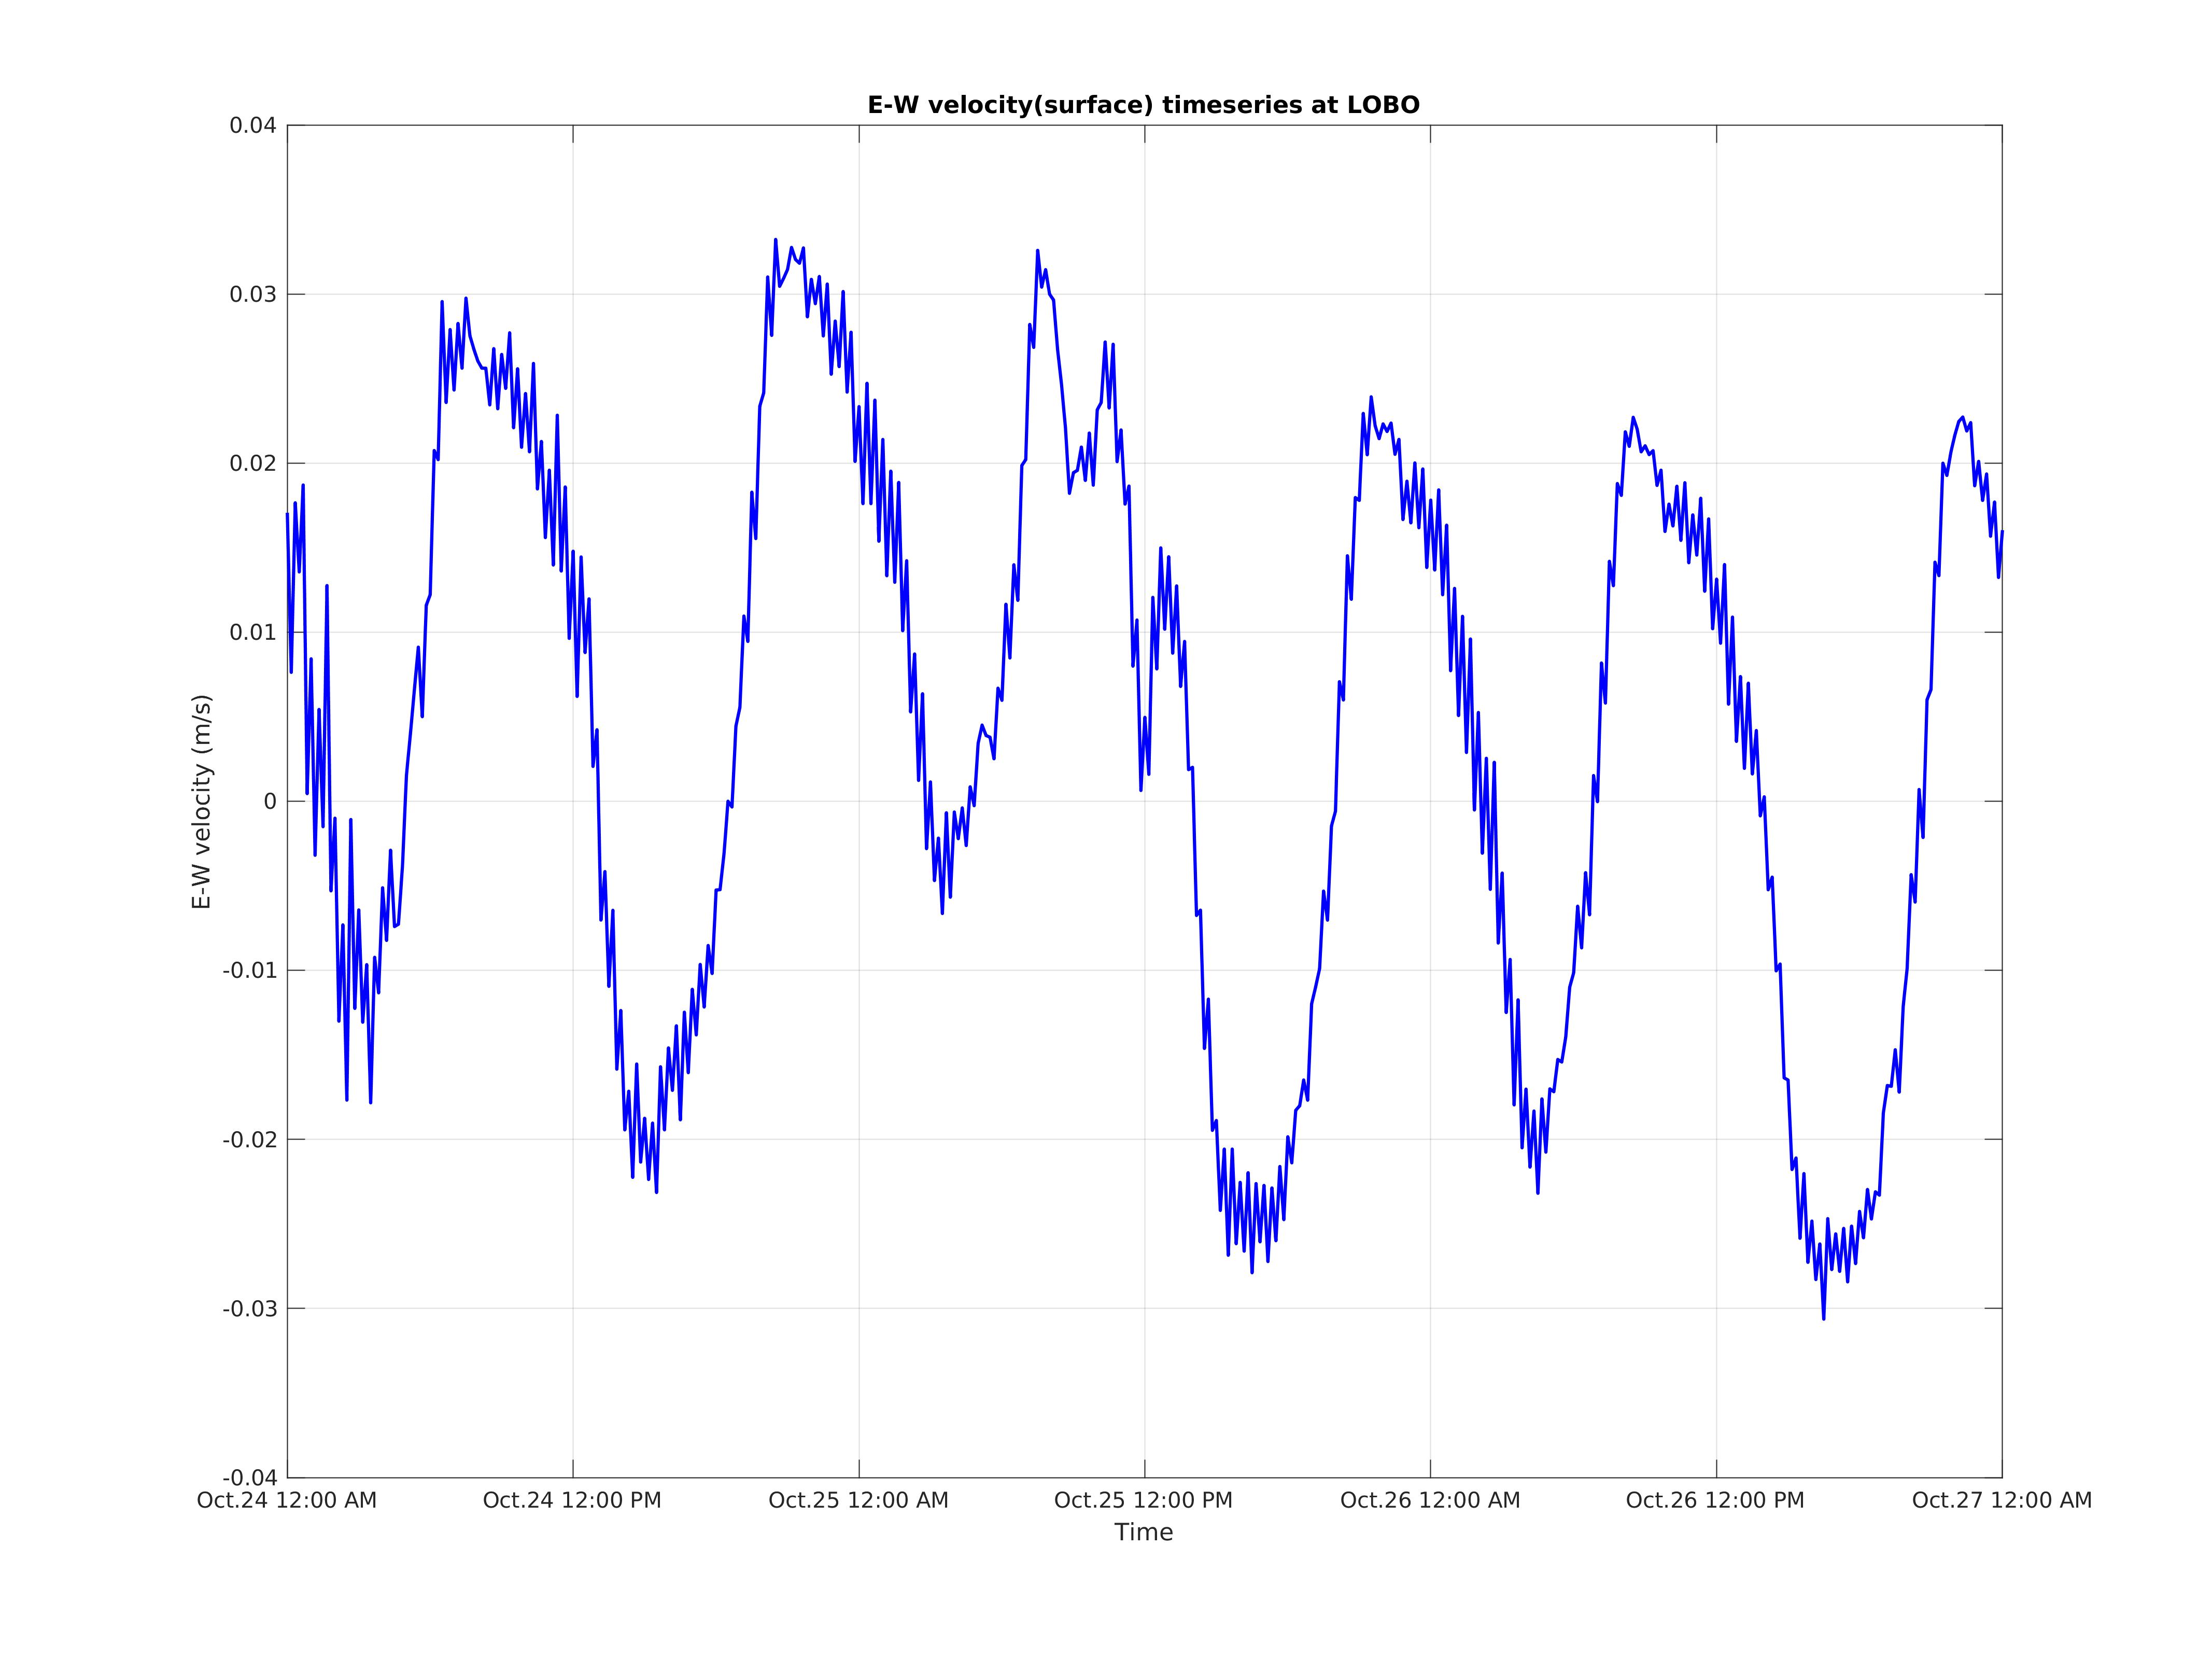 E-W velocity(surface) timeseries at LOBO
0.04
0.03
0.02
0.01
0
-0.01
-0.02
-0.03
-0.04
E-W velocity (m/s)
Oct.24 12:00 AM Oct.24 12:00 PM Oct.25 12:00 AM Oct.25 12:00 PM Oct.26 12:00 AM Oct.26 12:00 PM Oct.27 12:00 AM
Time